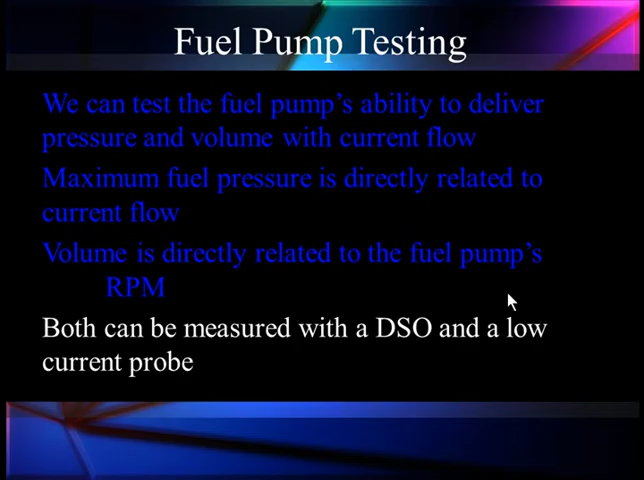 Fuel Pump Testing
We can test the fuel pump's ability to deliver
pressure and volume with current flow
Maximum fuel pressure is directly related to
current flow
Volume is directly related to the fuel pump's
RPM
Both can be measured with a DSO and a low
current probe